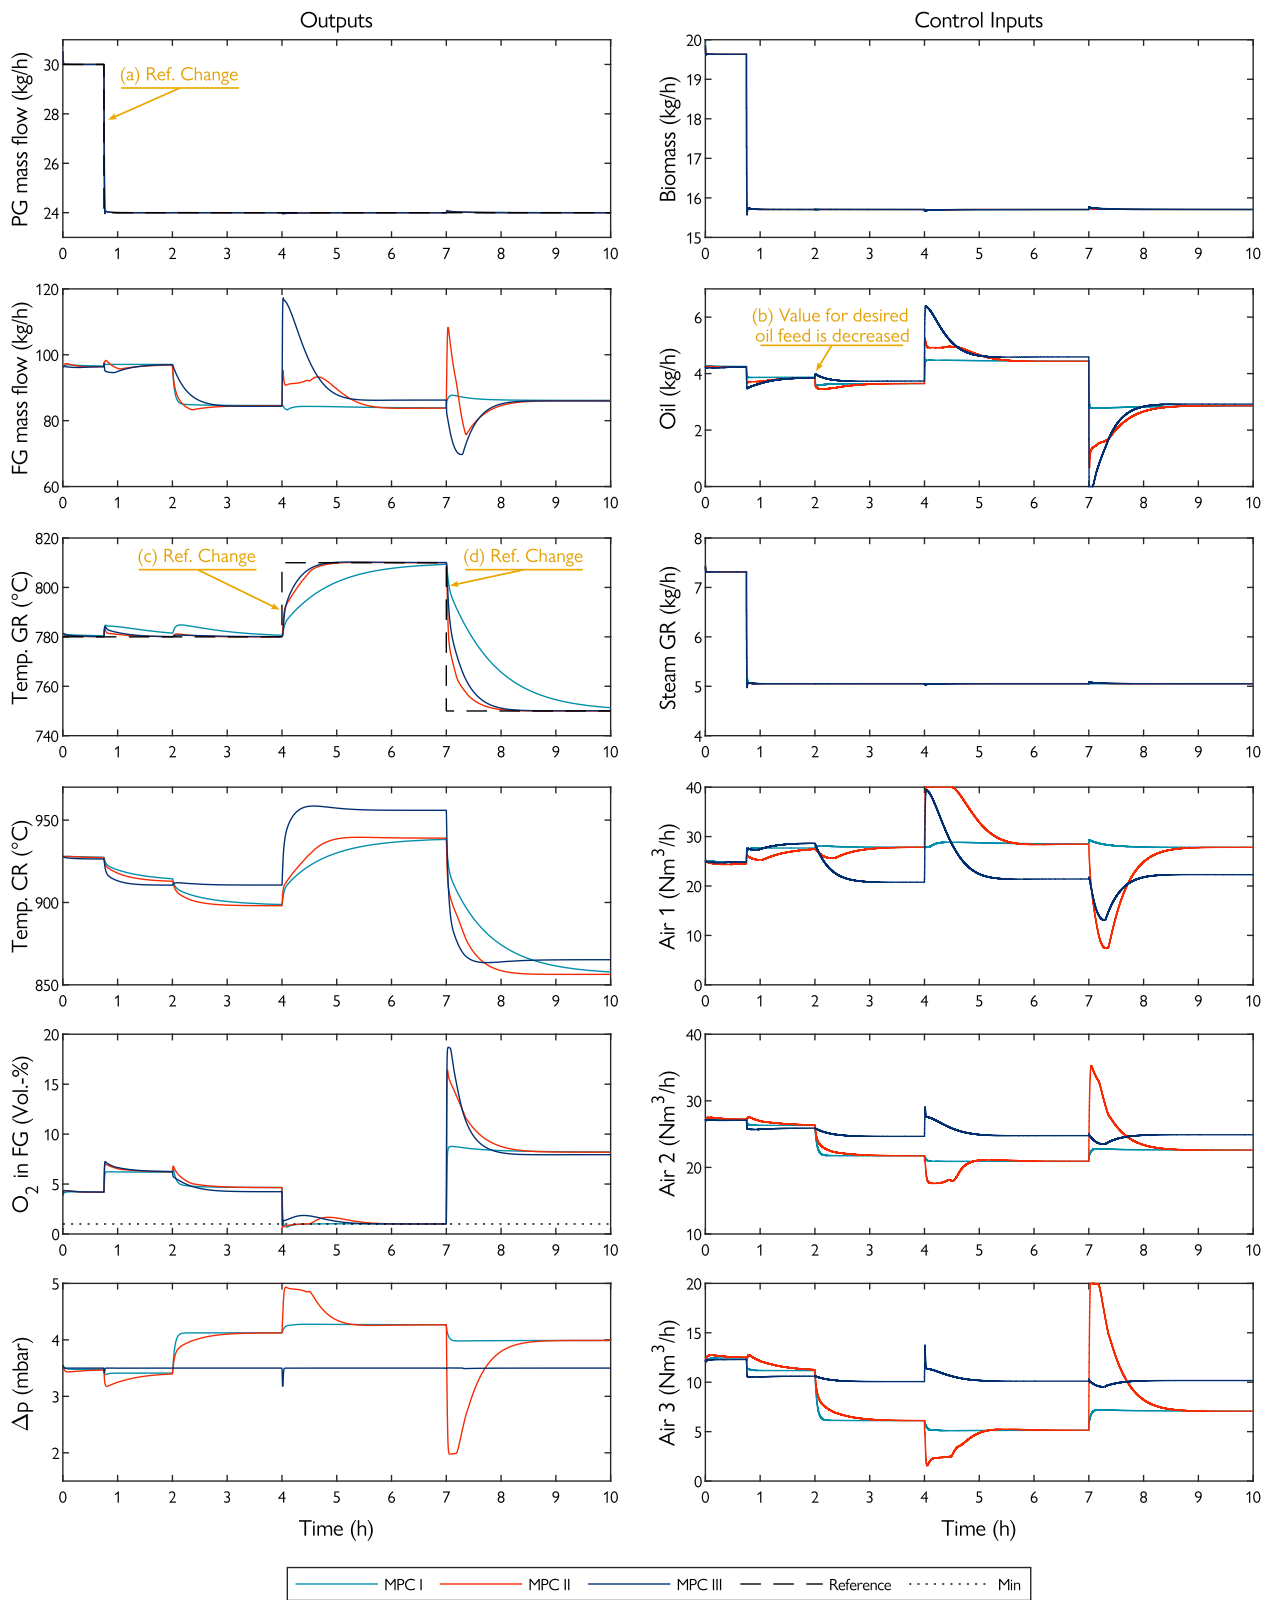 Outputs
Control Inputs
PG mass flow (kg/h)
30
28
26
24
(a) Ref. Change
0 1 2 3 4 5 6 7 8 9 10
Biomass (kg/h)
20
19
18
17
16
15
0 1 2 3 4 5 6 7 8 9 10
FG mass flow (kg/h)
120
100
80
60
0 1 2 3 4 5 6 7 8 9 10
Oil (kg/h)
6
4
2
0
(b) Value for desired
oil feed is decreased
0 1 2 3 4 5 6 7 8 9 10
Temp. GR (°C)
820
800
780
760
740
(c) Ref. Change
(d) Ref. Change
0 1 2 3 4 5 6 7 8 9 10
Steam GR (kg/h)
8
7
6
5
4
0 1 2 3 4 5 6 7 8 9 10
Temp. CR (°C)
950
900
850
0 1 2 3 4 5 6 7 8 9 10
Air 1 (Nm³/h)
40
30
20
10
0
0 1 2 3 4 5 6 7 8 9 10
O₂ in FG (Vol.-%)
20
15
10
5
0
0 1 2 3 4 5 6 7 8 9 10
Air 2 (Nm³/h)
40
30
20
10
0 1 2 3 4 5 6 7 8 9 10
Δp (mbar)
5
4
3
2
0 1 2 3 4 5 6 7 8 9 10
Time (h)
Air 3 (Nm³/h)
20
15
10
5
0
0 1 2 3 4 5 6 7 8 9 10
Time (h)
MPC I MPC II MPC III Reference Min